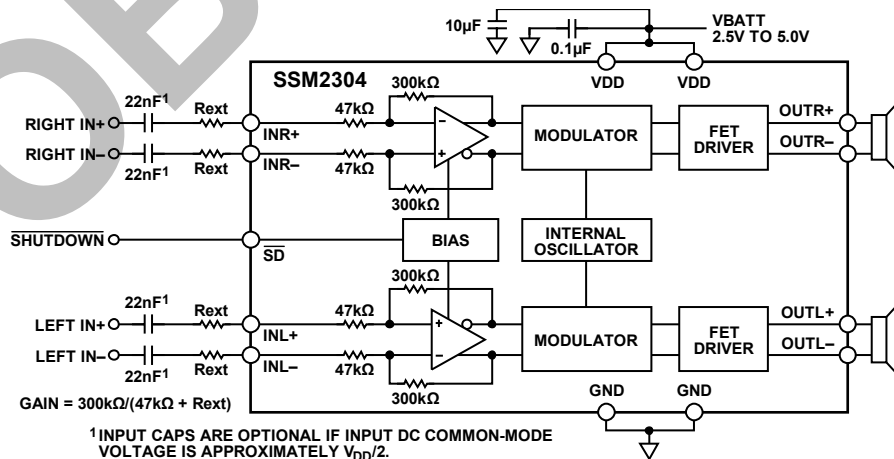 10µF
0.1µF
VBATT
2.5V TO 5.0V
SSM2304
VDD VDD
22nF1 Rext 47kΩ 300kΩ
RIGHT IN+ INR+ MODULATOR FET DRIVER OUTR+
RIGHT IN– INR– OUTR–
22nF1 Rext 47kΩ
300kΩ
SHUTDOWN SD BIAS INTERNAL OSCILLATOR
300kΩ
22nF1 Rext 47kΩ
LEFT IN+ INL+ MODULATOR FET DRIVER OUTL+
LEFT IN– INL– OUTL–
22nF1 Rext 47kΩ
300kΩ
GND GND
GAIN = 300kΩ/(47kΩ + Rext)
1 INPUT CAPS ARE OPTIONAL IF INPUT DC COMMON-MODE
VOLTAGE IS APPROXIMATELY VDD/2.